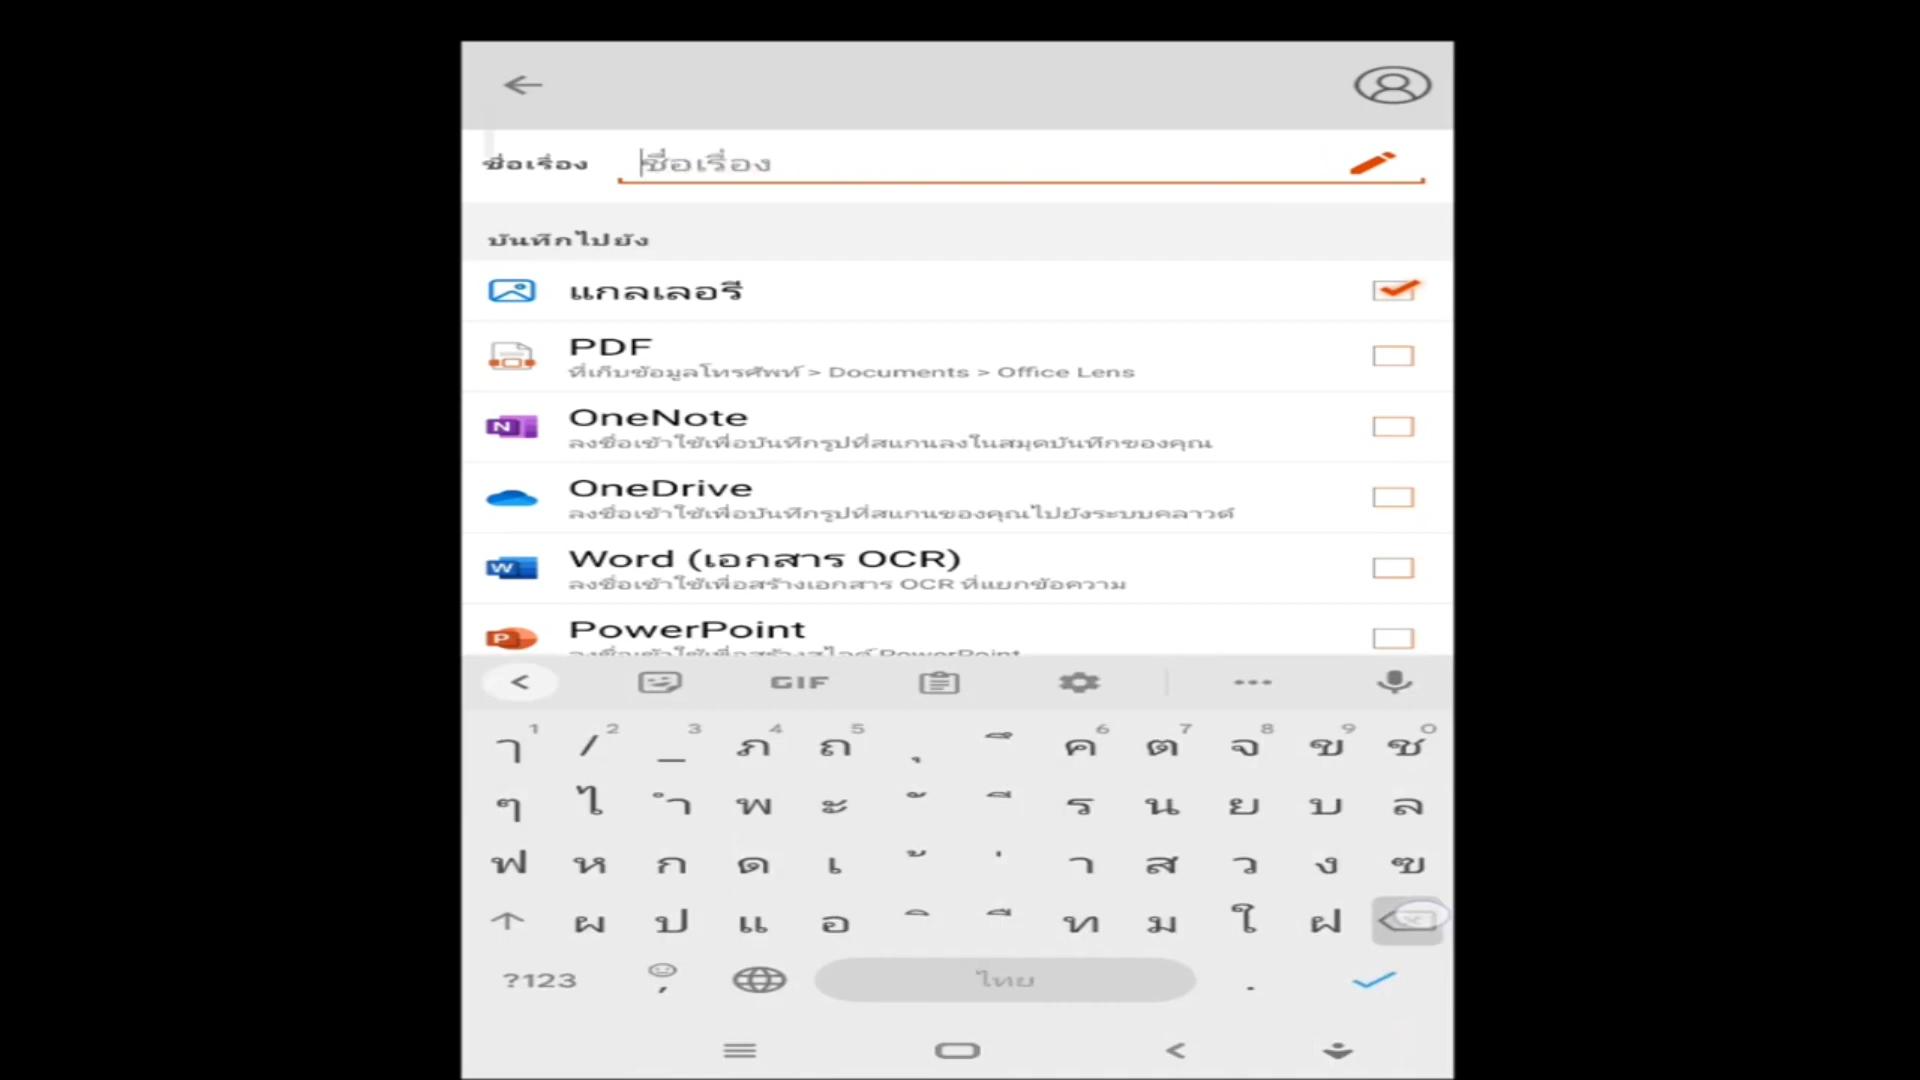 ชื่อเรื่อง ชื่อเรื่อง
บันทึกไปยัง
แกลเลอรี
PDF
ที่เก็บข้อมูลโทรศัพท์ > Documents > Office Lens
OneNote
ลงชื่อเข้าใช้เพื่อบันทึกรูปที่สแกนลงในสมุดบันทึกของคุณ
OneDrive
ลงชื่อเข้าใช้เพื่อบันทึกรูปที่สแกนของคุณไปยังระบบคลาวด์
Word (เอกสาร OCR)
ลงชื่อเข้าใช้เพื่อสร้างเอกสาร OCR ที่แยกข้อความ
PowerPoint
ลงชื่อเข้าใช้เพื่อสร้างสไลด์ PowerPoint
GIF
1 2 3 4 5 6 7 8 9 0
ๅ / _ ภ ถ ุ ึ ค ต จ ข ช
ๆ ไ ำ พ ะ ั ี ร น ย บ ล
ฟ ห ก ด เ ้ ่ า ส ว ง ฃ
ผ ป แ อ ิ ื ท ม ใ ฝ
?123 , ไทย .